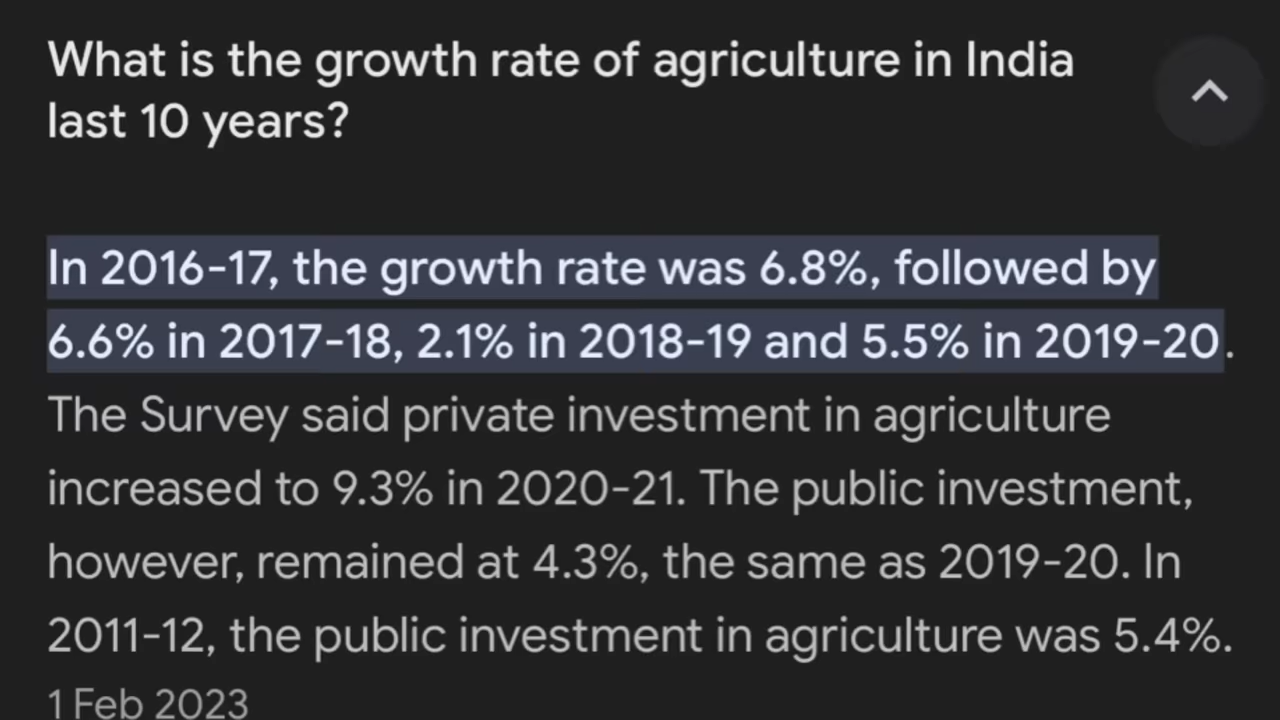 What is the growth rate of agriculture in India
last 10 years?
In 2016-17, the growth rate was 6.8%, followed by
6.6% in 2017-18, 2.1% in 2018-19 and 5.5% in 2019-20.
The Survey said private investment in agriculture
increased to 9.3% in 2020-21. The public investment,
however, remained at 4.3%, the same as 2019-20. In
2011-12, the public investment in agriculture was 5.4%.
1 Feb 2023